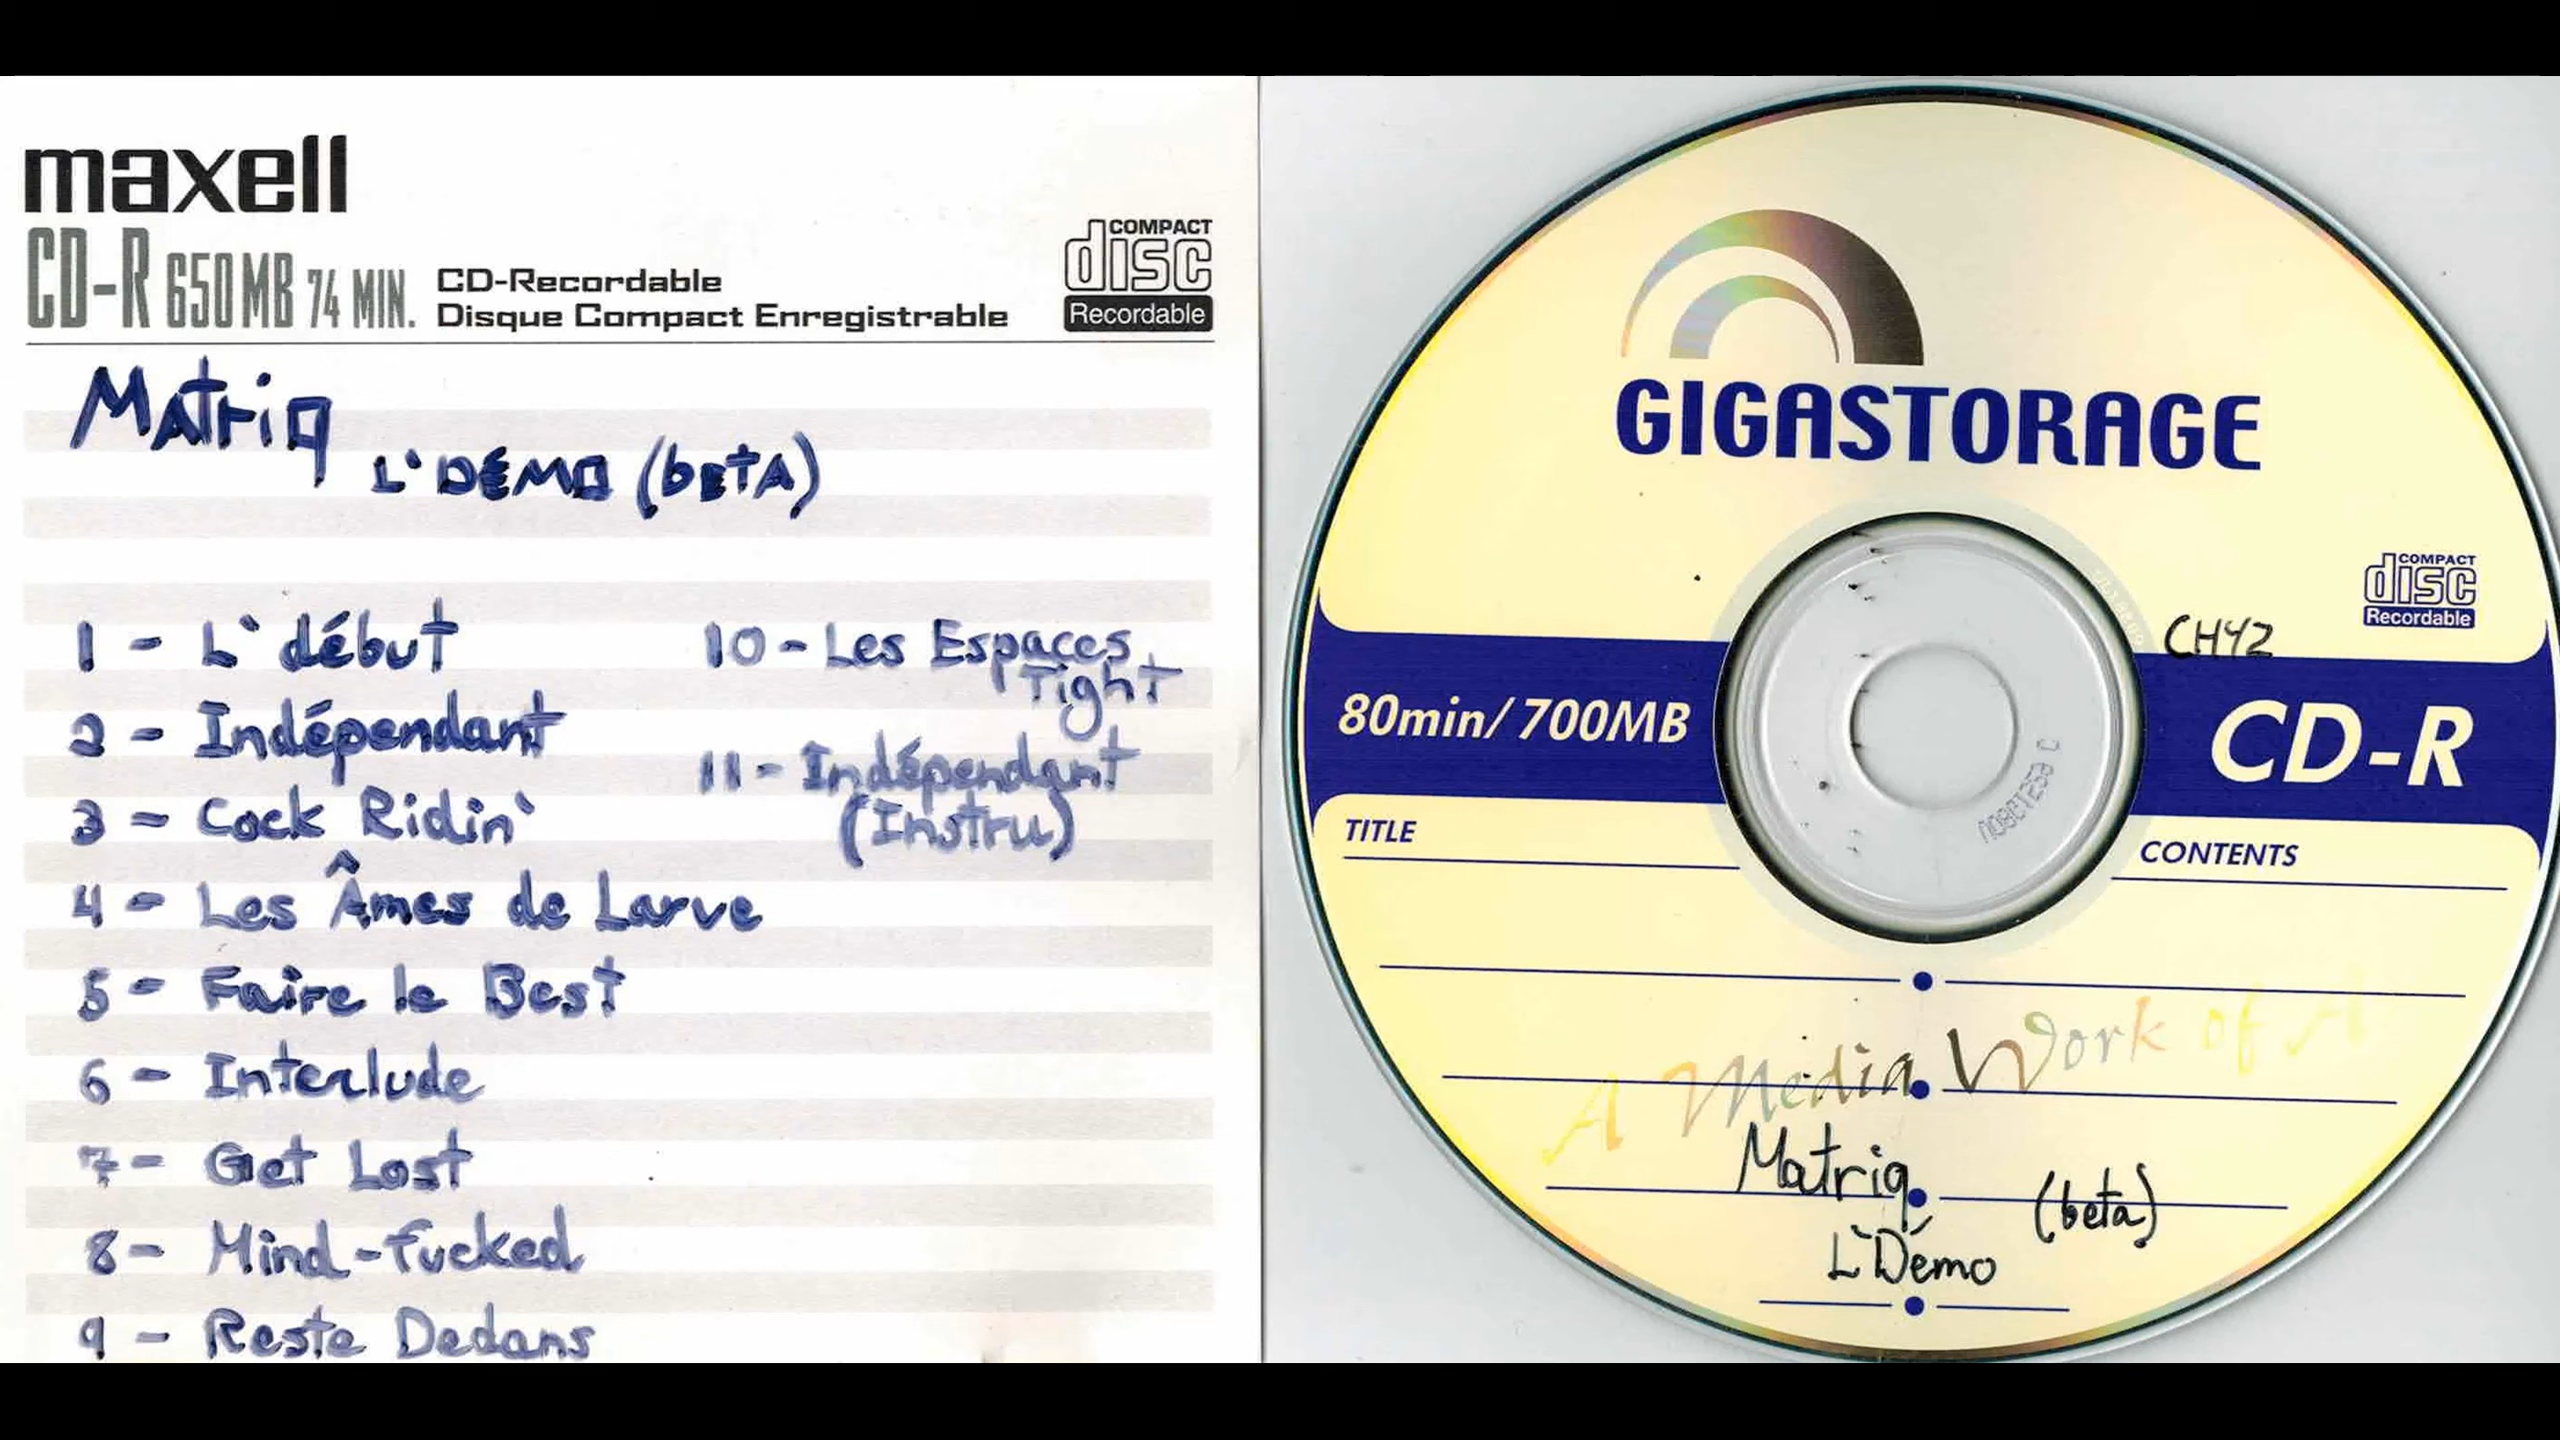 maxell
CD-R 650MB 74 MIN.
CD-Recordable
Disque Compact Enregistrable
COMPACT
disc
Recordable
Matriq
L'DÉMO (bETA)
1 - L'début
2 - Indépendant
3 - Cock Ridin'
4 - Les Âmes de Larve
5 - Faire le Best
6 - Interlude
7 - Get Lost
8 - Mind-fucked
9 - Reste Dedans
10 - Les Espaces
Tight
11 - Indépendant
(Instru)
GIGASTORAGE
COMPACT
disc
Recordable
CHYZ
80min/700MB
CD-R
TITLE
CONTENTS
A Media Work of A
Matriq
(beta)
L'Démo